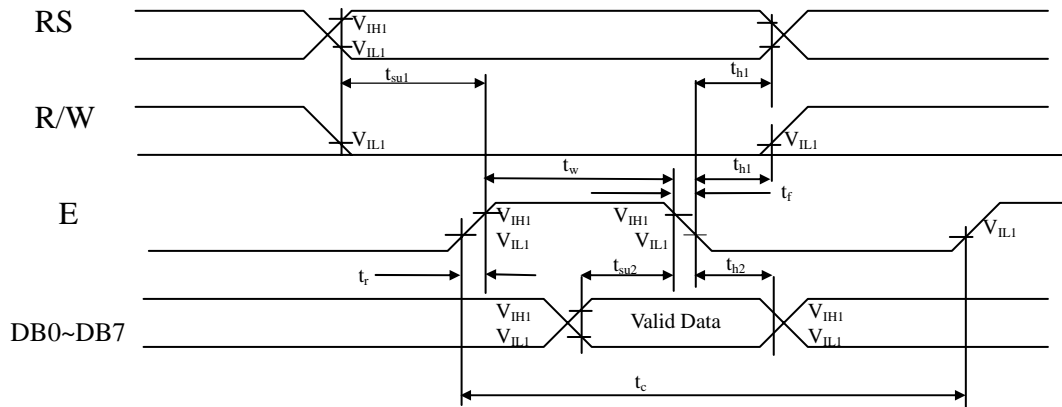 RS
V_IH1
V_IL1
t_su1
t_h1
R/W
V_IL1
V_IL1
t_w
t_h1
t_f
E
V_IH1
V_IL1
V_IH1
V_IL1
V_IL1
t_r
t_su2
t_h2
DB0~DB7
V_IH1
V_IL1
Valid Data
V_IH1
V_IL1
t_c